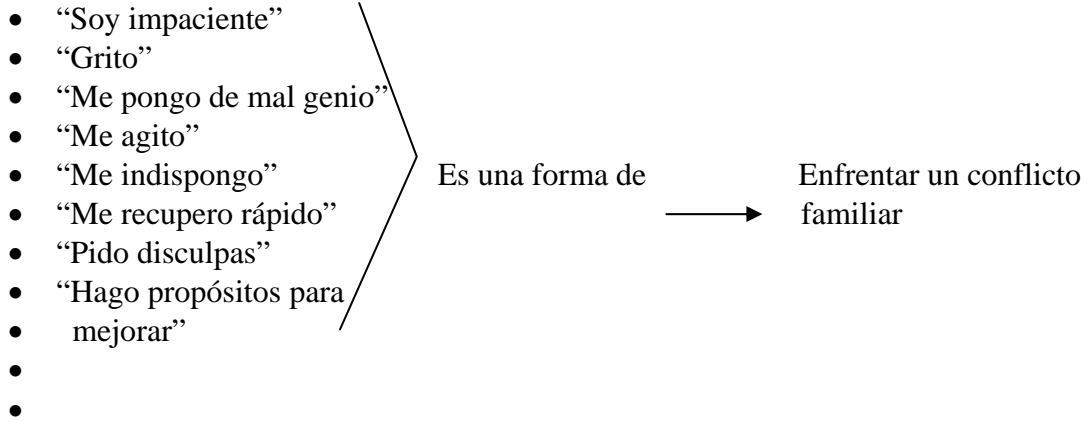 • “Soy impaciente”
• “Grito”
• “Me pongo de mal genio”
• “Me agito”
• “Me indispongo”
• “Me recupero rápido”
• “Pido disculpas”
• “Hago propósitos para
• mejorar”
•
•
Es una forma de
Enfrentar un conflicto
familiar